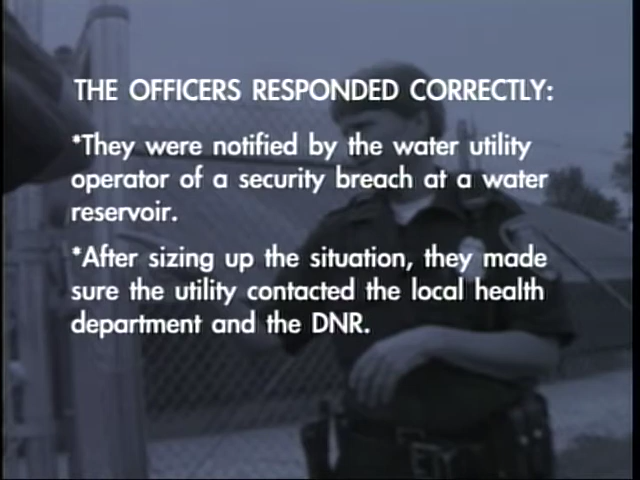 THE OFFICERS RESPONDED CORRECTLY:
*They were notified by the water utility
operator of a security breach at a water
reservoir.
*After sizing up the situation, they made
sure the utility contacted the local health
department and the DNR.